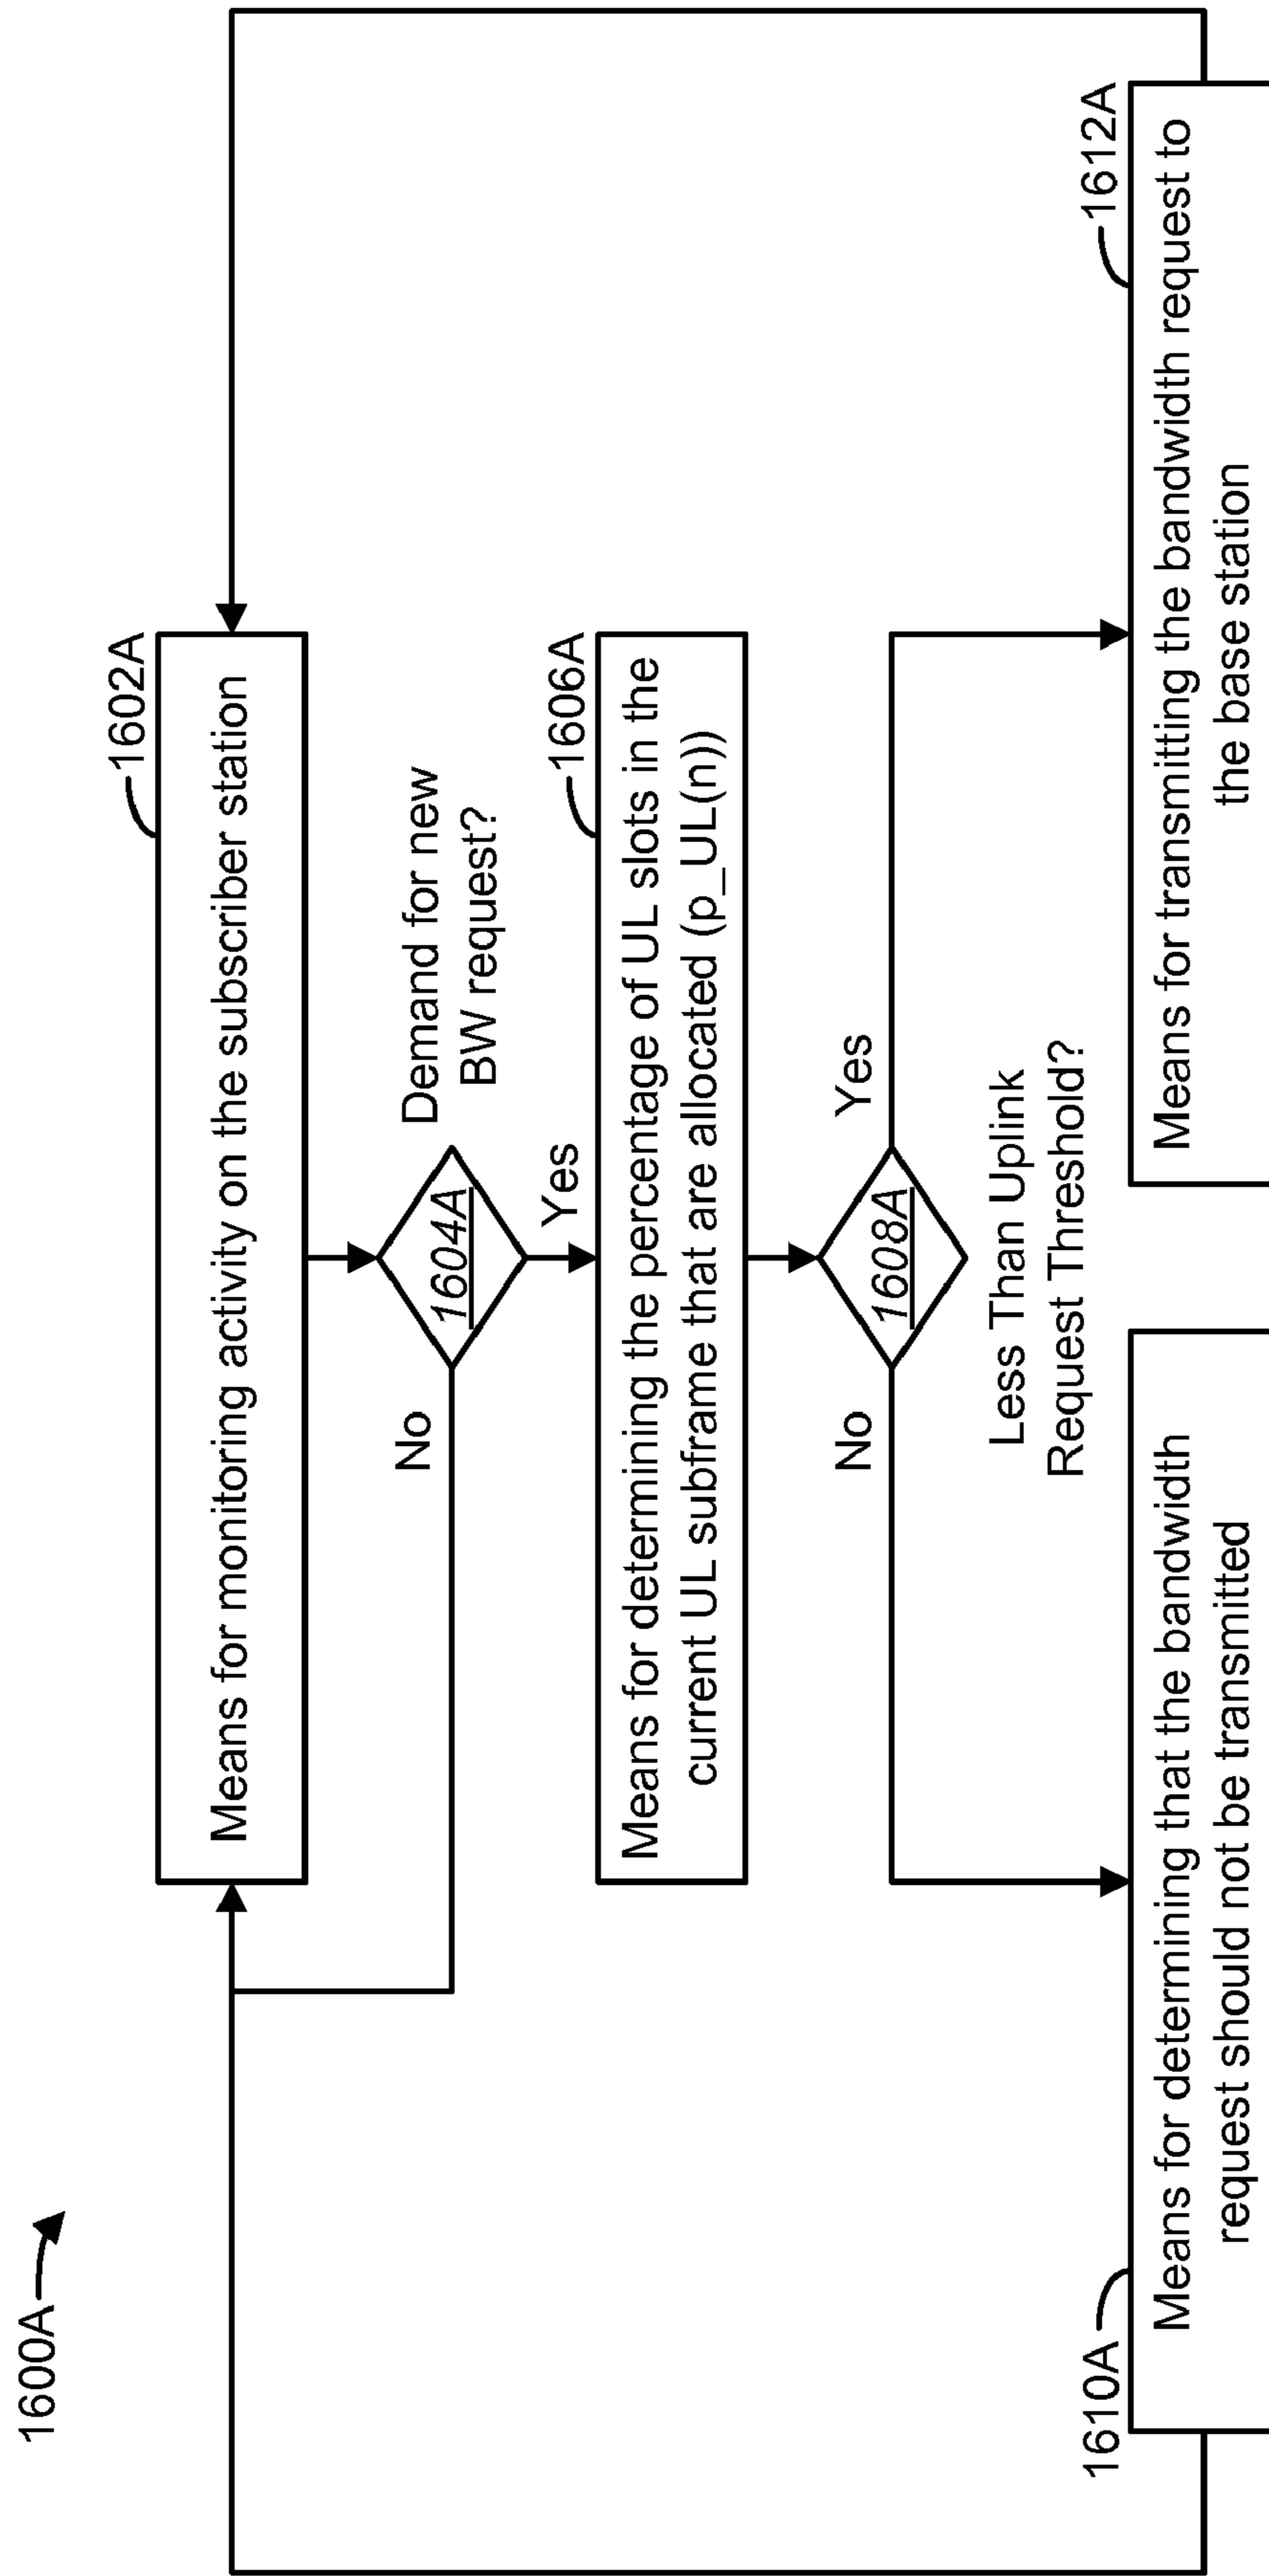 1600A
1602A
Means for monitoring activity on the subscriber station
Demand for new
BW request?
1604A
No
Yes
1606A
Means for determining the percentage of UL slots in the
current UL subframe that are allocated (p_UL(n))
No
1608A
Yes
Less Than Uplink
Request Threshold?
1610A
Means for determining that the bandwidth
request should not be transmitted
1612A
Means for transmitting the bandwidth request to
the base station